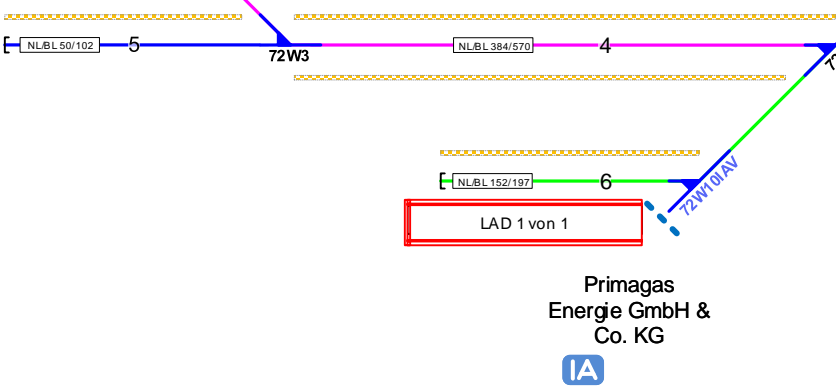 NL/BL 50/102
5
72W3
NL/BL 384/570
4
NL/BL 152/197
6
72W10IAV
LAD 1 von 1
Primagas
Energie GmbH &
Co. KG
IA